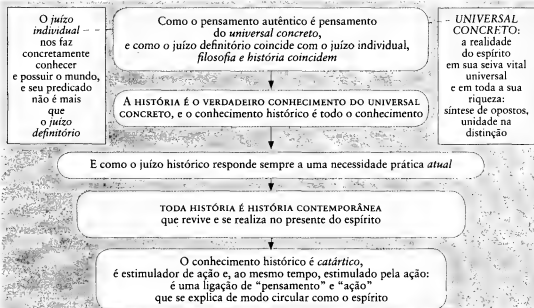 O juízo
individual
nos faz
concretamente
conhecer
e possuir o mundo,
e seu predicado
não é mais
que
o juízo
definitório
Como o pensamento autêntico é pensamento
do universal concreto,
e como o juízo definitório coincide com o juízo individual,
filosofia e história coincidem
UNIVERSAL
CONCRETO:
a realidade
do espírito
em sua seiva vital
universal
e em toda a sua
riqueza:
síntese de opostos,
unidade na
distinção
A HISTÓRIA É O VERDADEIRO CONHECIMENTO DO UNIVERSAL
CONCRETO, e o conhecimento histórico é todo o conhecimento
E como o juízo histórico responde sempre a uma necessidade prática atual
TODA HISTÓRIA É HISTÓRIA CONTEMPORÂNEA
que revive e se realiza no presente do espírito
O conhecimento histórico é catártico,
é estimulador de ação e, ao mesmo tempo, estimulado pela ação:
é uma ligação de "pensamento" e "ação"
que se explica de modo circular como o espírito